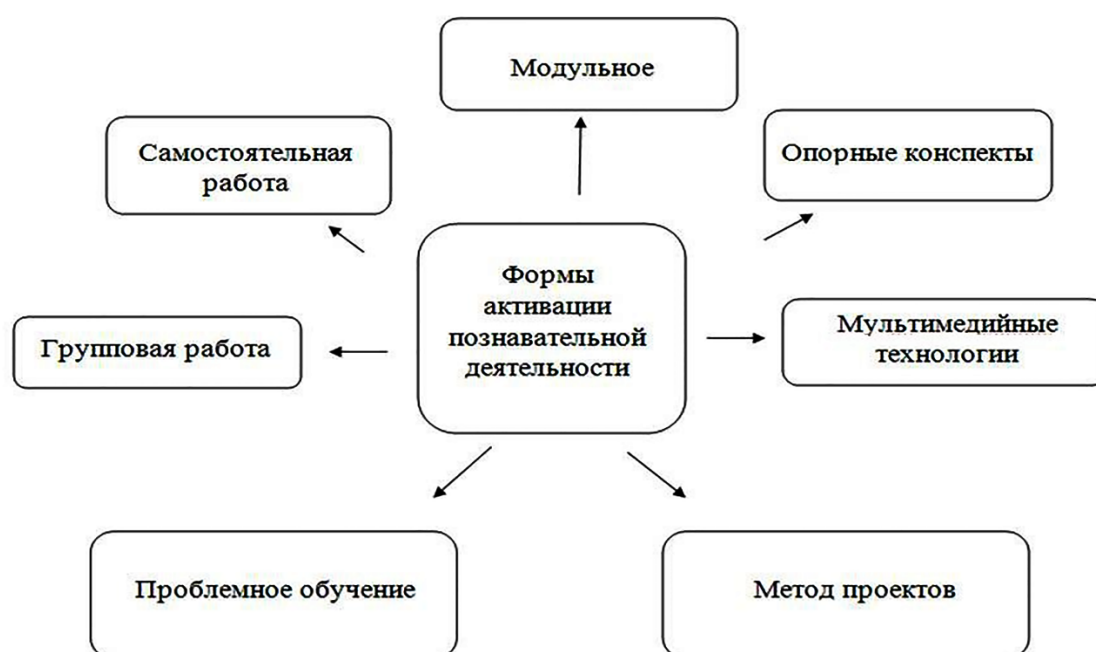 Модульное
Самостоятельная
работа
Опорные конспекты
Формы
активации
познавательной
деятельности
Групповая работа
Мультимедийные
технологии
Проблемное обучение
Метод проектов